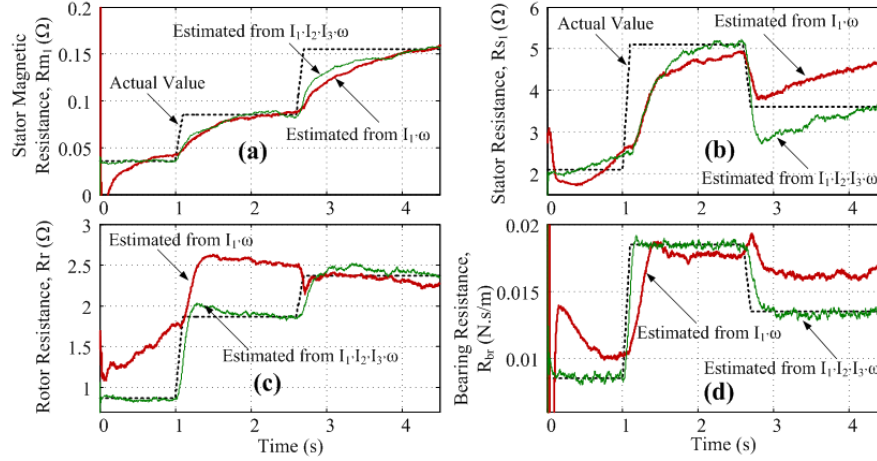 Stator Magnetic
Resistance, Rm1 (Ω)
0.2
0.15
0.1
0.05
0
0
1
2
3
4
Estimated from I1·I2·I3·ω
Actual Value
Estimated from I1·ω
(a)
Stator Resistance, Rs1 (Ω)
6
5
4
3
2
0
1
2
3
4
Actual Value
Estimated from I1·ω
Estimated from I1·I2·I3·ω
(b)
Rotor Resistance, Rr (Ω)
3
2.5
2
1.5
1
0
1
2
3
4
Estimated from I1·ω
Estimated from I1·I2·I3·ω
(c)
Time (s)
Bearing Resistance,
Rbr (N.s/m)
0.02
0.015
0.01
0
1
2
3
4
Estimated from I1·ω
Estimated from I1·I2·I3·ω
(d)
Time (s)